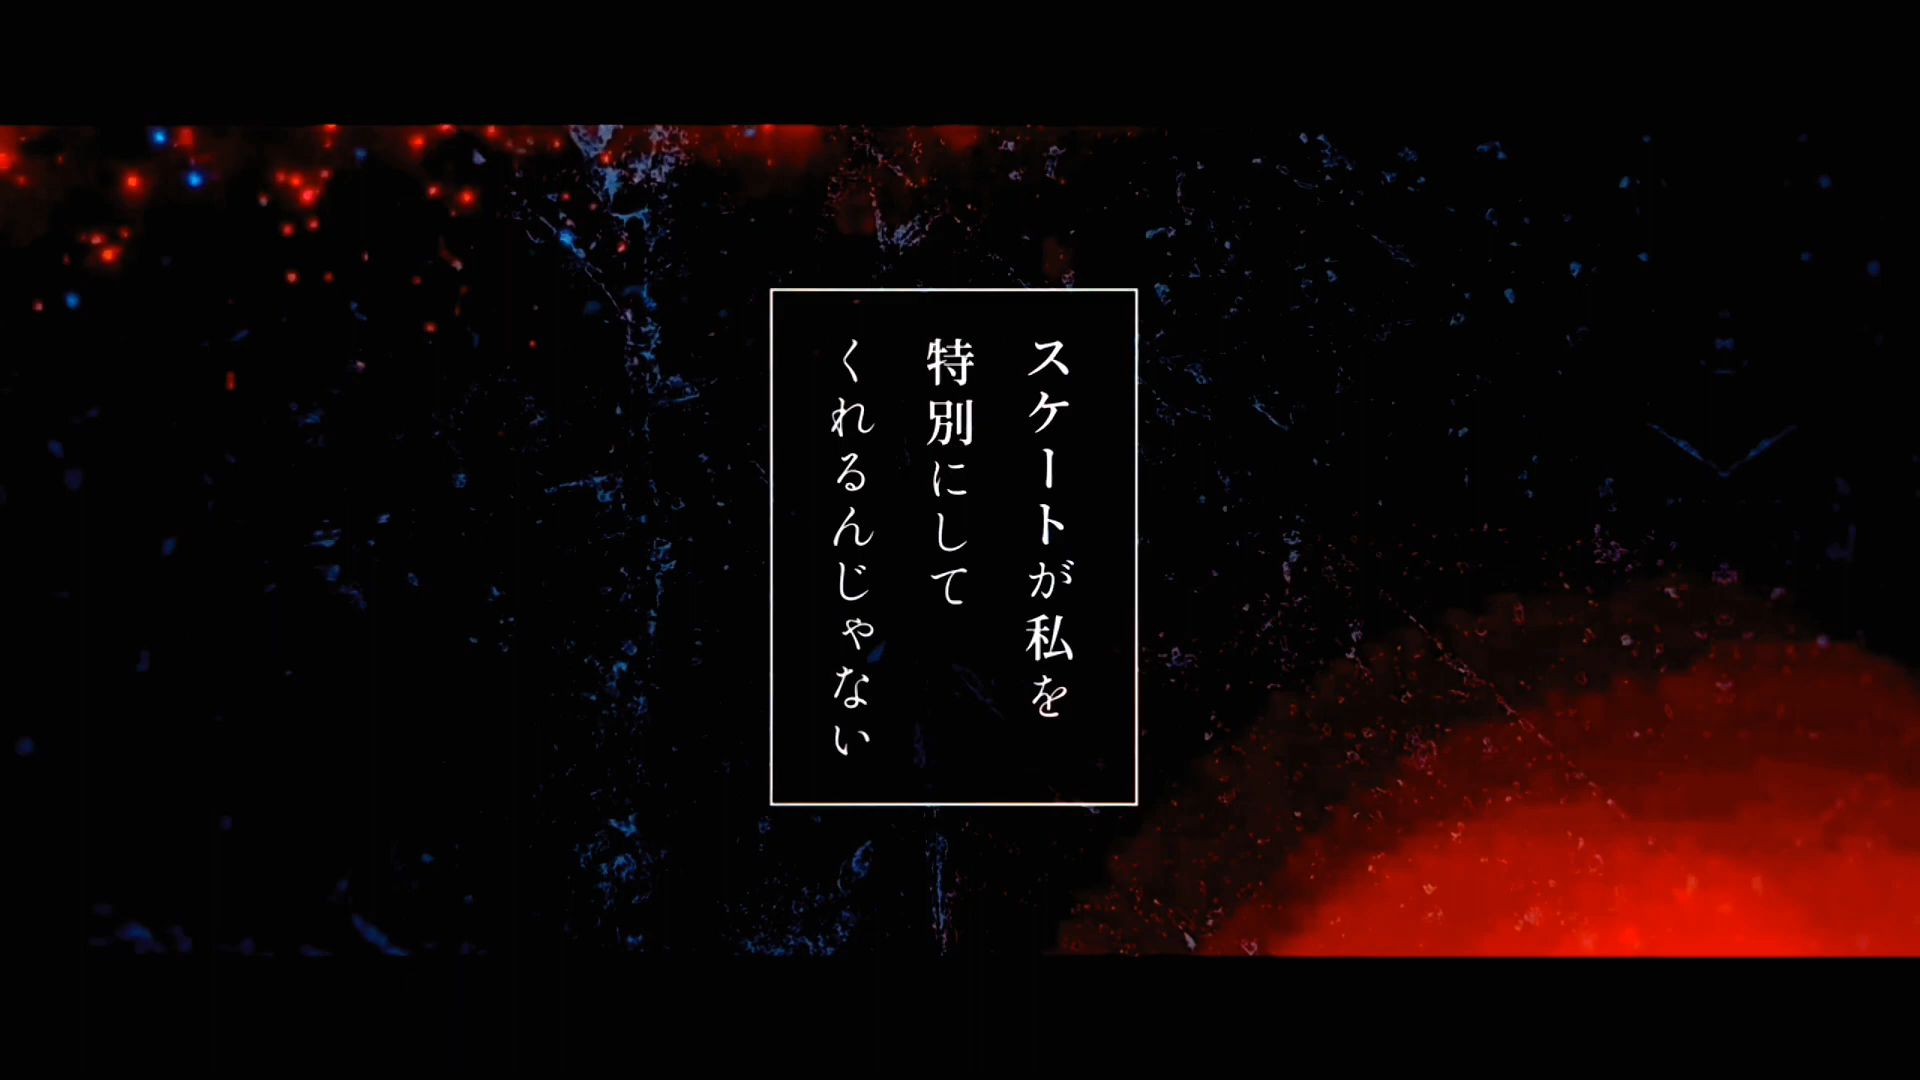 スケートが私を
特別にして
くれるんじゃない